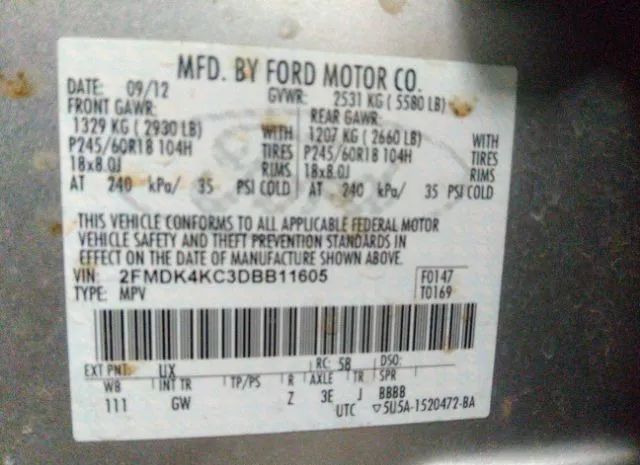 MFD. BY FORD MOTOR CO.
DATE: 09/12 GVWR: 2531 KG ( 5580 LB)
FRONT GAWR: REAR GAWR:
1329 KG ( 2930 LB) WITH 1207 KG ( 2660 LB) WITH
P245/60R18 104H TIRES P245/60R18 104H TIRES
18x8.0J RIMS 18x8.0J RIMS
AT 240 kPa/ 35 PSI COLD AT 240 kPa/ 35 PSI COLD
THIS VEHICLE CONFORMS TO ALL APPLICABLE FEDERAL MOTOR
VEHICLE SAFETY AND THEFT PREVENTION STANDARDS IN
EFFECT ON THE DATE OF MANUFACTURE SHOWN ABOVE.
VIN: 2FMDK4KC3DBB11605 F0147
TYPE: MPV T0169
EXT PNT: UX RC: 58 DSO:
WB INT TR TP/PS R AXLE TR SPR
111 GW Z 3E J BBBB
UTC ▽5U5A-1520472-BA